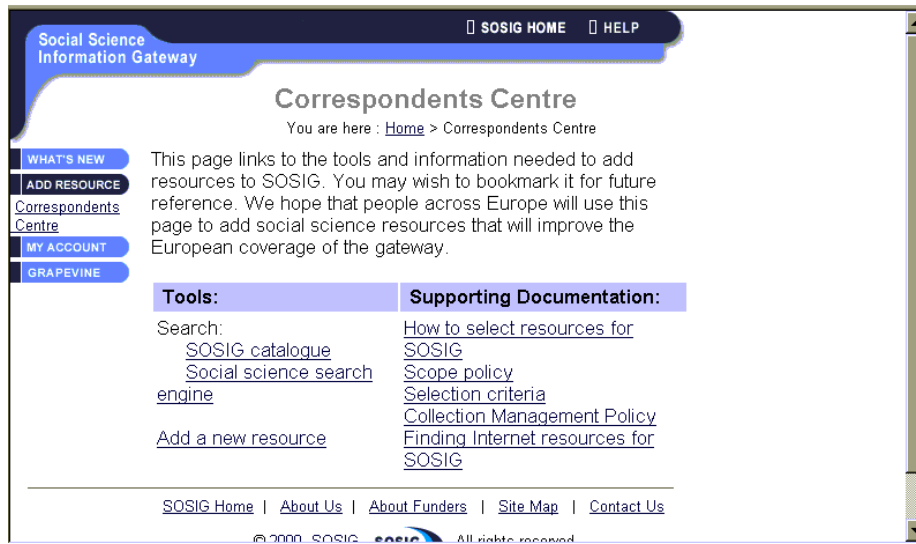 Social Science
Information Gateway
SOSIG HOME HELP
Correspondents Centre
You are here : Home > Correspondents Centre
WHAT'S NEW
ADD RESOURCE
Correspondents
Centre
MY ACCOUNT
GRAPEVINE
This page links to the tools and information needed to add
resources to SOSIG. You may wish to bookmark it for future
reference. We hope that people across Europe will use this
page to add social science resources that will improve the
European coverage of the gateway.
Tools:
Search:
SOSIG catalogue
Social science search
engine
Add a new resource
Supporting Documentation:
How to select resources for
SOSIG
Scope policy
Selection criteria
Collection Management Policy
Finding Internet resources for
SOSIG
SOSIG Home | About Us | About Funders | Site Map | Contact Us
© 2000 SOSIG SOSIG All rights reserved